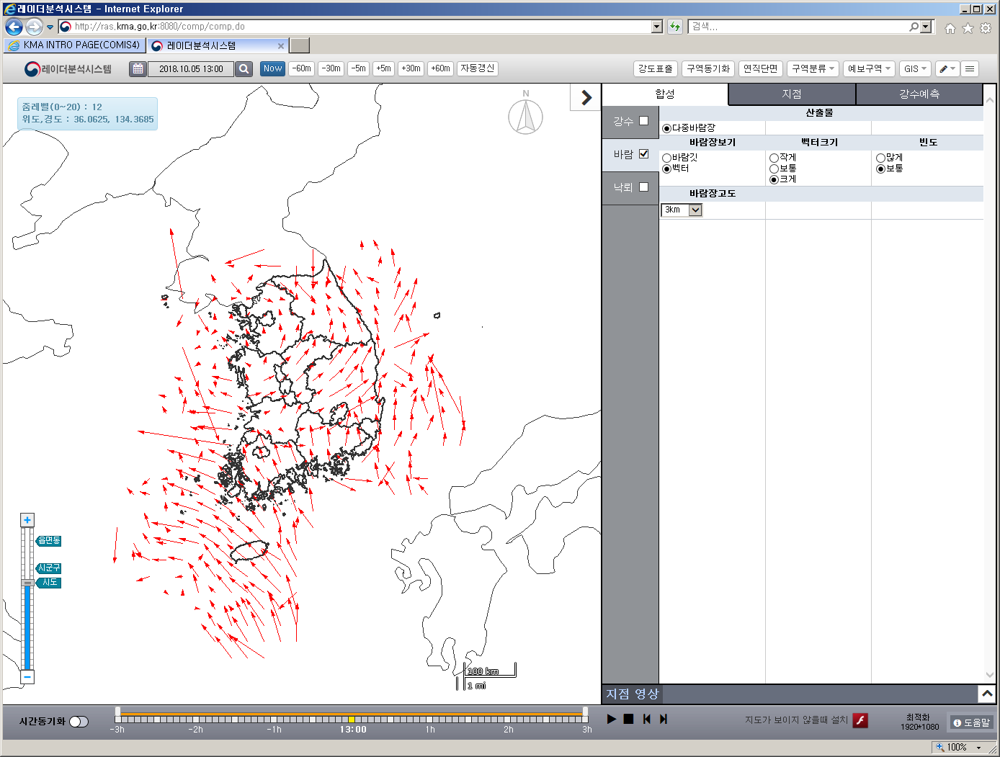 레이더분석시스템 - Internet Explorer
http://ras.kma.go.kr:8080/comp/comp.do
검색...
KMA INTRO PAGE(COMIS4)
레이더분석시스템
레이더분석시스템
2018.10.05 13:00
Now
-60m
-30m
-5m
+5m
+30m
+60m
자동갱신
강도표출
구역동기화
연직단면
구역분류
예보구역
GIS
줌레벨(0~20) : 12
위도,경도 : 36.0625, 134.3685
N
합성
지점
강수예측
강수
바람
낙뢰
산출물
다중바람장
바람장보기
벡터크기
빈도
바람깃
작게
많게
벡터
보통
보통
크게
바람장고도
3km
읍면동
시군구
시도
100 km
1 mi
지점 영상
시간동기화
-3h
-2h
-1h
13:00
1h
2h
3h
지도가 보이지 않을때 설치
최적화
1920*1080
도움말
100%